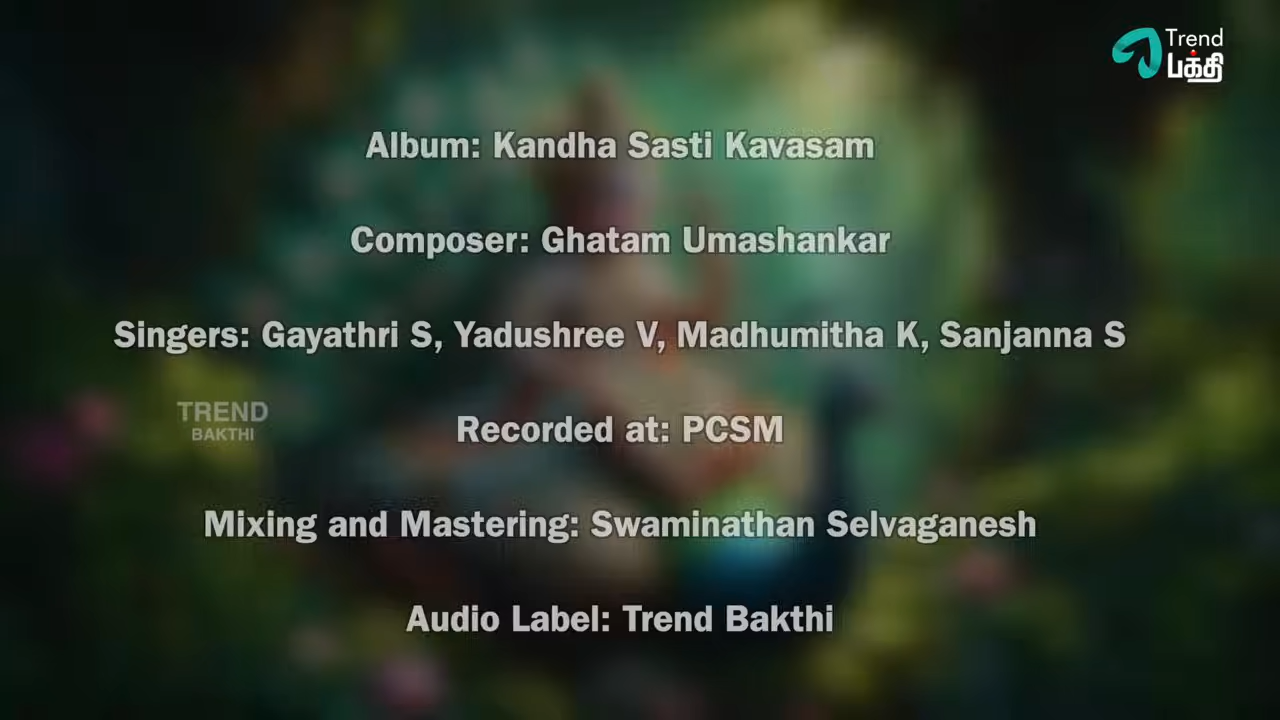 Trend
பக்தி
Album: Kandha Sasti Kavasam
Composer: Ghatam Umashankar
Singers: Gayathri S, Yadushree V, Madhumitha K, Sanjanna S
TREND
BAKTHI
Recorded at: PCSM
Mixing and Mastering: Swaminathan Selvaganesh
Audio Label: Trend Bakthi